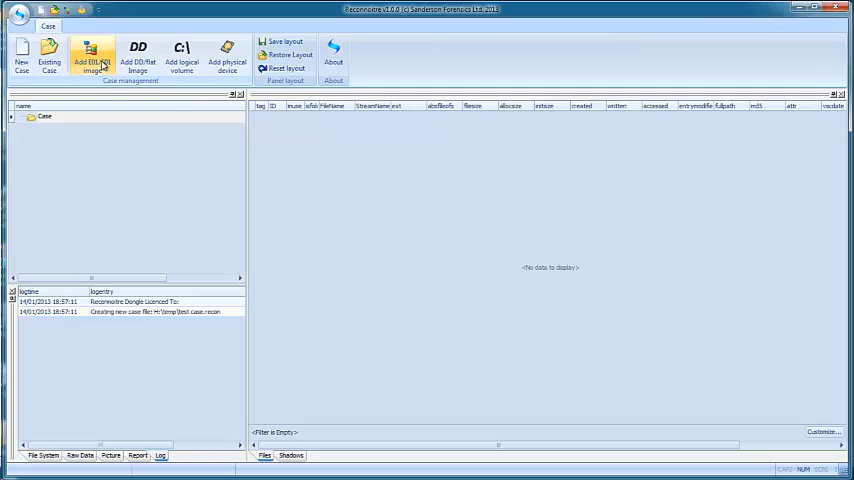 Reconnoitre v1.0.0 (c) Sanderson Forensics Ltd, 2013
Case
New Case
Existing Case
Add E01/S01 image
Add DD/flat Image
Add logical volume
Add physical device
Save layout
Restore Layout
Reset layout
About
Case management
Panel layout
About
name
Case
tag ID inuse isfolder FileName StreamName ext absfileofs filesize allocsize initsize created written accessed entrymodifie fullpath md5 attr vscdate
<No data to display>
logtime logentry
14/01/2013 18:57:11 Reconnoitre Dongle Licenced To:
14/01/2013 18:57:11 Creating new case file: H:\temp\test case.recon
<Filter is Empty>
Customize...
File System Raw Data Picture Report Log
Files Shadows
CAPS NUM SCRL